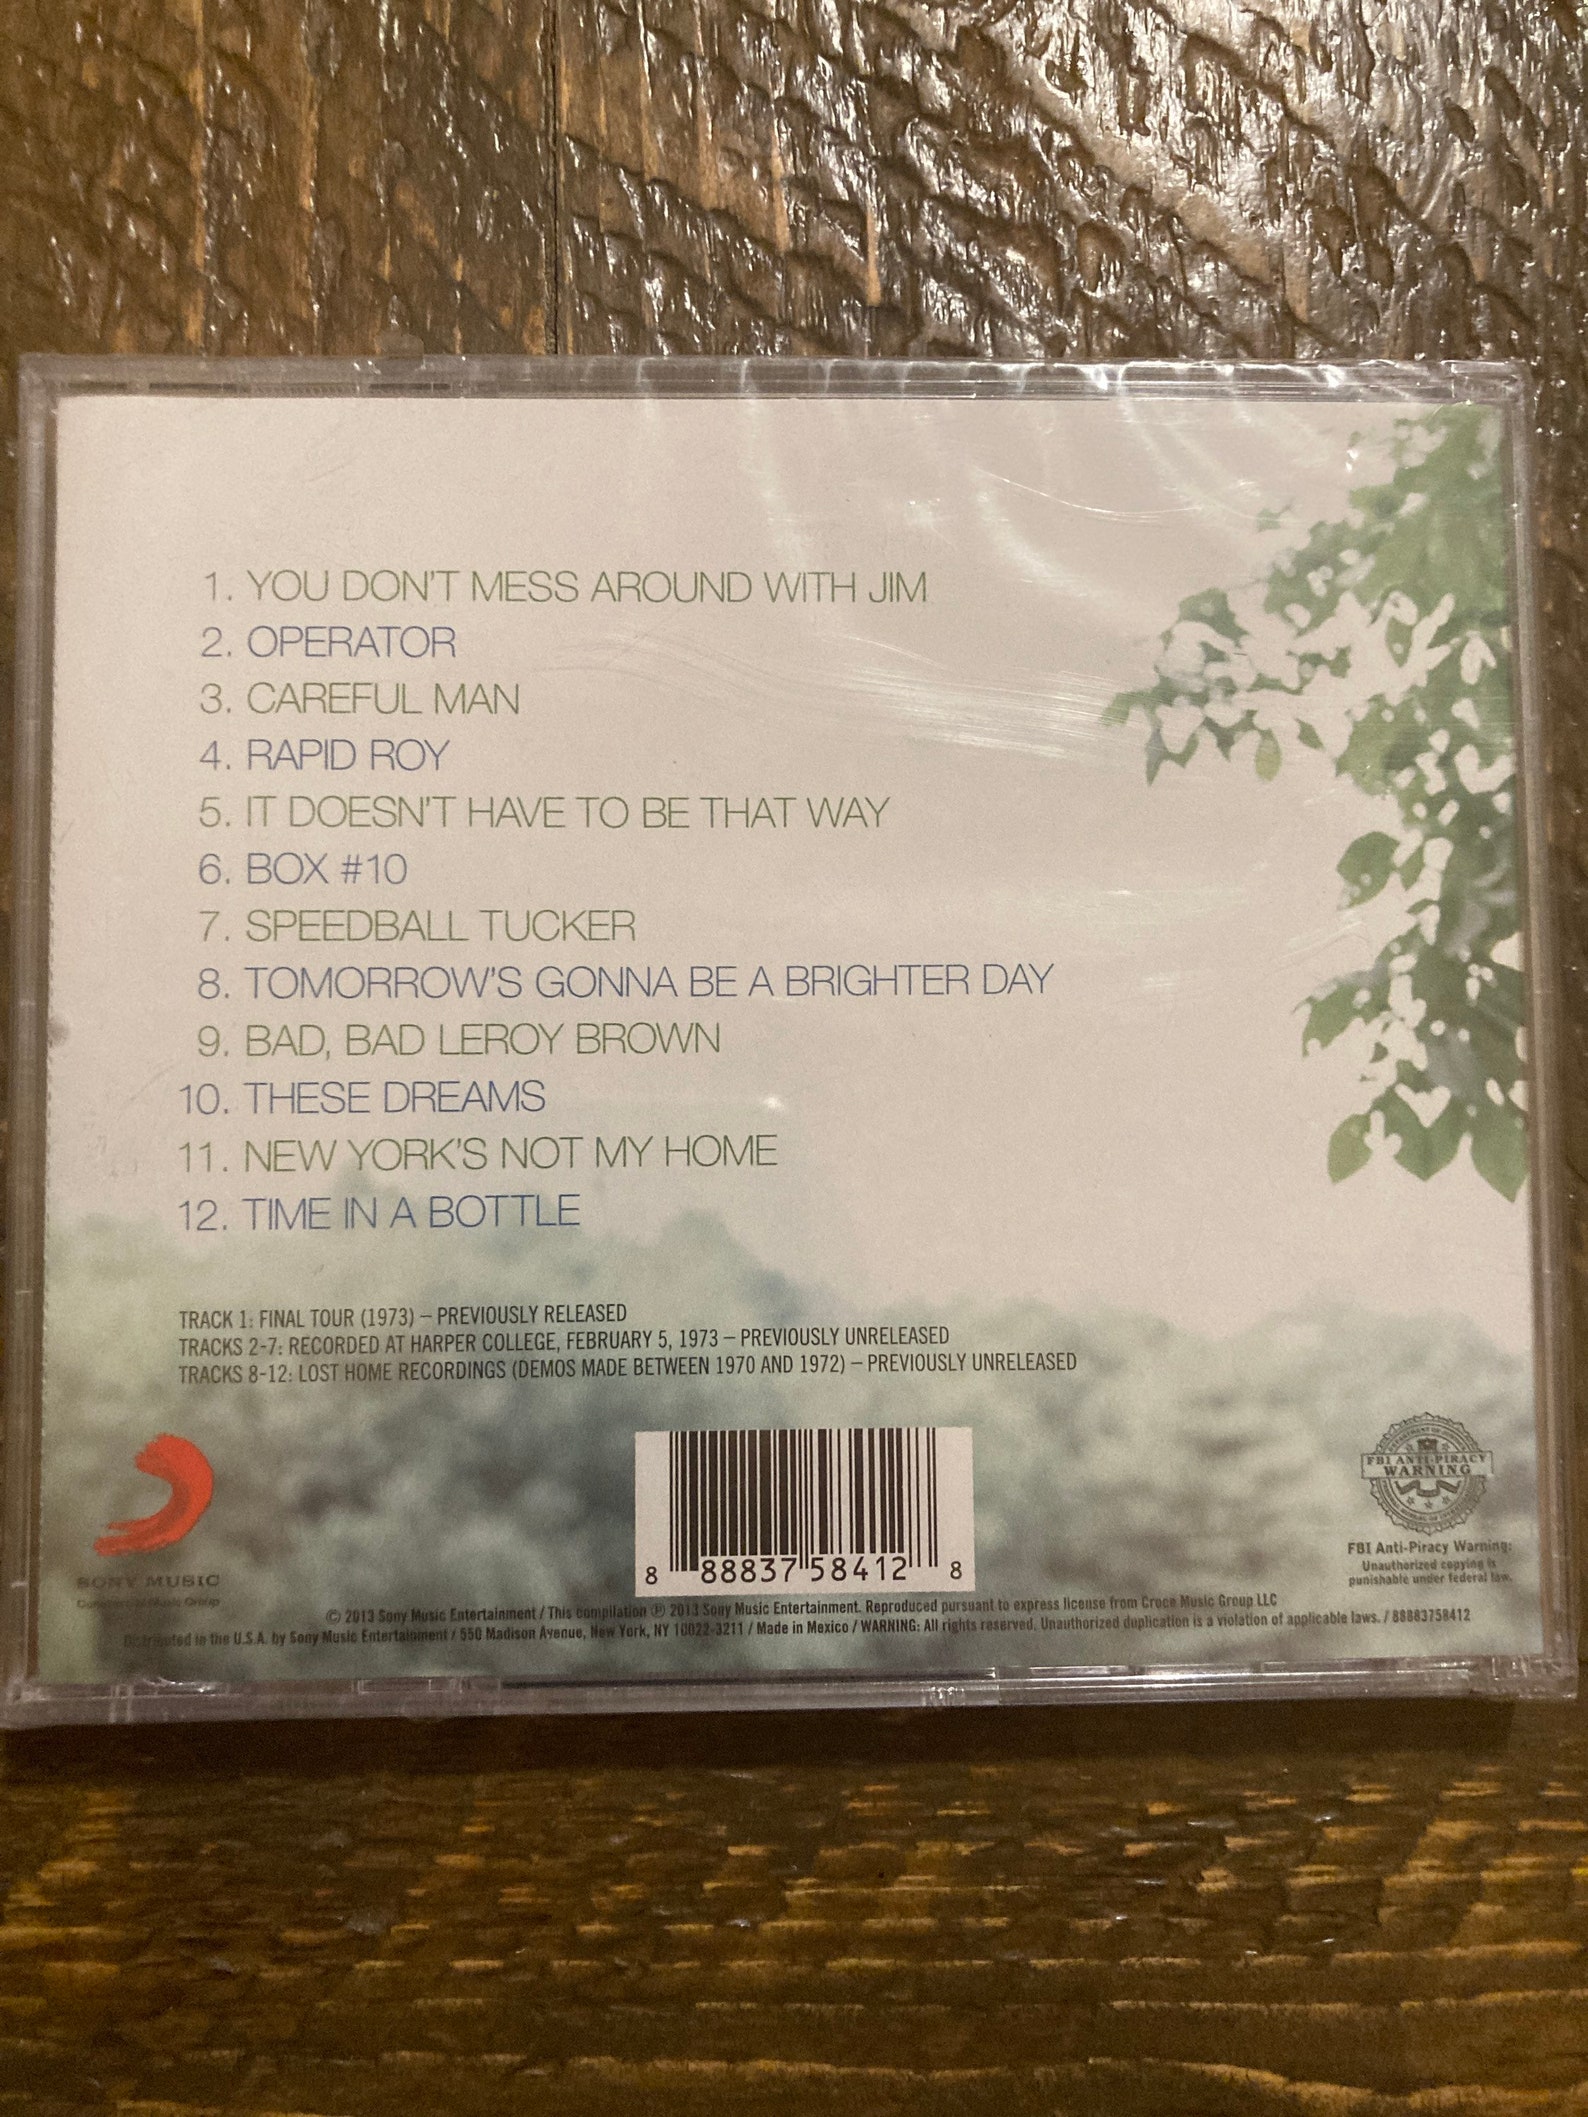 1. YOU DON'T MESS AROUND WITH JIM
2. OPERATOR
3. CAREFUL MAN
4. RAPID ROY
5. IT DOESN'T HAVE TO BE THAT WAY
6. BOX #10
7. SPEEDBALL TUCKER
8. TOMORROW'S GONNA BE A BRIGHTER DAY
9. BAD, BAD LEROY BROWN
10. THESE DREAMS
11. NEW YORK'S NOT MY HOME
12. TIME IN A BOTTLE
TRACK 1: FINAL TOUR (1973) – PREVIOUSLY RELEASED
TRACKS 2-7: RECORDED AT HARPER COLLEGE, FEBRUARY 5, 1973 – PREVIOUSLY UNRELEASED
TRACKS 8-12: LOST HOME RECORDINGS (DEMOS MADE BETWEEN 1970 AND 1972) – PREVIOUSLY UNRELEASED
SONY MUSIC
Commercial Music Group
8 88837 58412 8
FBI ANTI-PIRACY
WARNING
FBI Anti-Piracy Warning:
Unauthorized copying is
punishable under federal law.
© 2013 Sony Music Entertainment / This compilation ℗ 2013 Sony Music Entertainment. Reproduced pursuant to express license from Croce Music Group LLC
Distributed in the U.S.A. by Sony Music Entertainment / 550 Madison Avenue, New York, NY 10022-3211 / Made in Mexico / WARNING: All rights reserved. Unauthorized duplication is a violation of applicable laws. / 88883758412